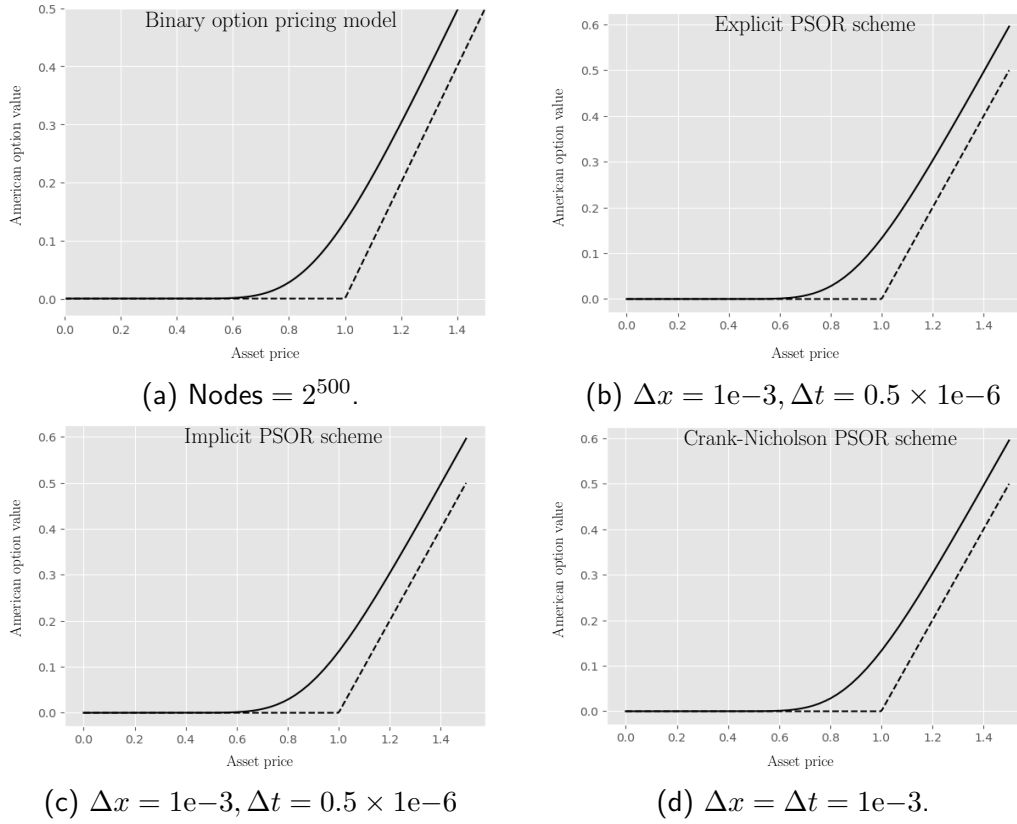 Binary option pricing model
American option value
0.5
0.4
0.3
0.2
0.1
0.0
0.0 0.2 0.4 0.6 0.8 1.0 1.2 1.4
Asset price
(a) Nodes = 2^500.
Explicit PSOR scheme
American option value
0.6
0.5
0.4
0.3
0.2
0.1
0.0
0.0 0.2 0.4 0.6 0.8 1.0 1.2 1.4
Asset price
(b) Δx = 1e−3, Δt = 0.5 × 1e−6
Implicit PSOR scheme
American option value
0.6
0.5
0.4
0.3
0.2
0.1
0.0
0.0 0.2 0.4 0.6 0.8 1.0 1.2 1.4
Asset price
(c) Δx = 1e−3, Δt = 0.5 × 1e−6
Crank-Nicholson PSOR scheme
American option value
0.6
0.5
0.4
0.3
0.2
0.1
0.0
0.0 0.2 0.4 0.6 0.8 1.0 1.2 1.4
Asset price
(d) Δx = Δt = 1e−3.